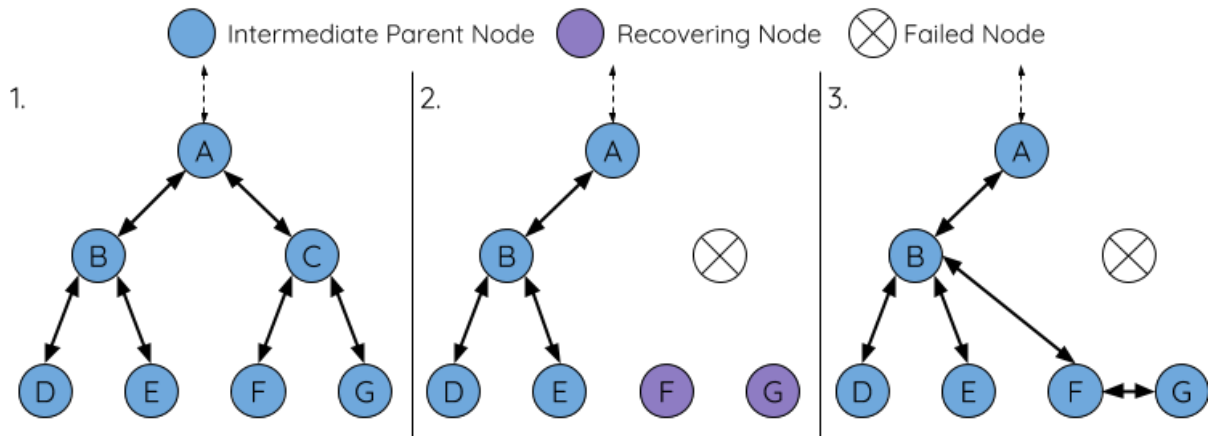 Intermediate Parent Node Recovering Node Failed Node
1. 2. 3.
A A A
B C B B
D E F G D E F G D E F G